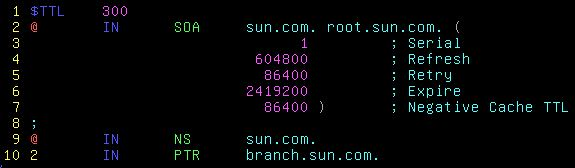 1 $TTL    300
2 @       IN      SOA     sun.com. root.sun.com. (
3                               1         ; Serial
4                          604800         ; Refresh
5                           86400         ; Retry
6                         2419200         ; Expire
7                           86400 )       ; Negative Cache TTL
8 ;
9 @       IN      NS      sun.com.
10 2       IN      PTR     branch.sun.com.